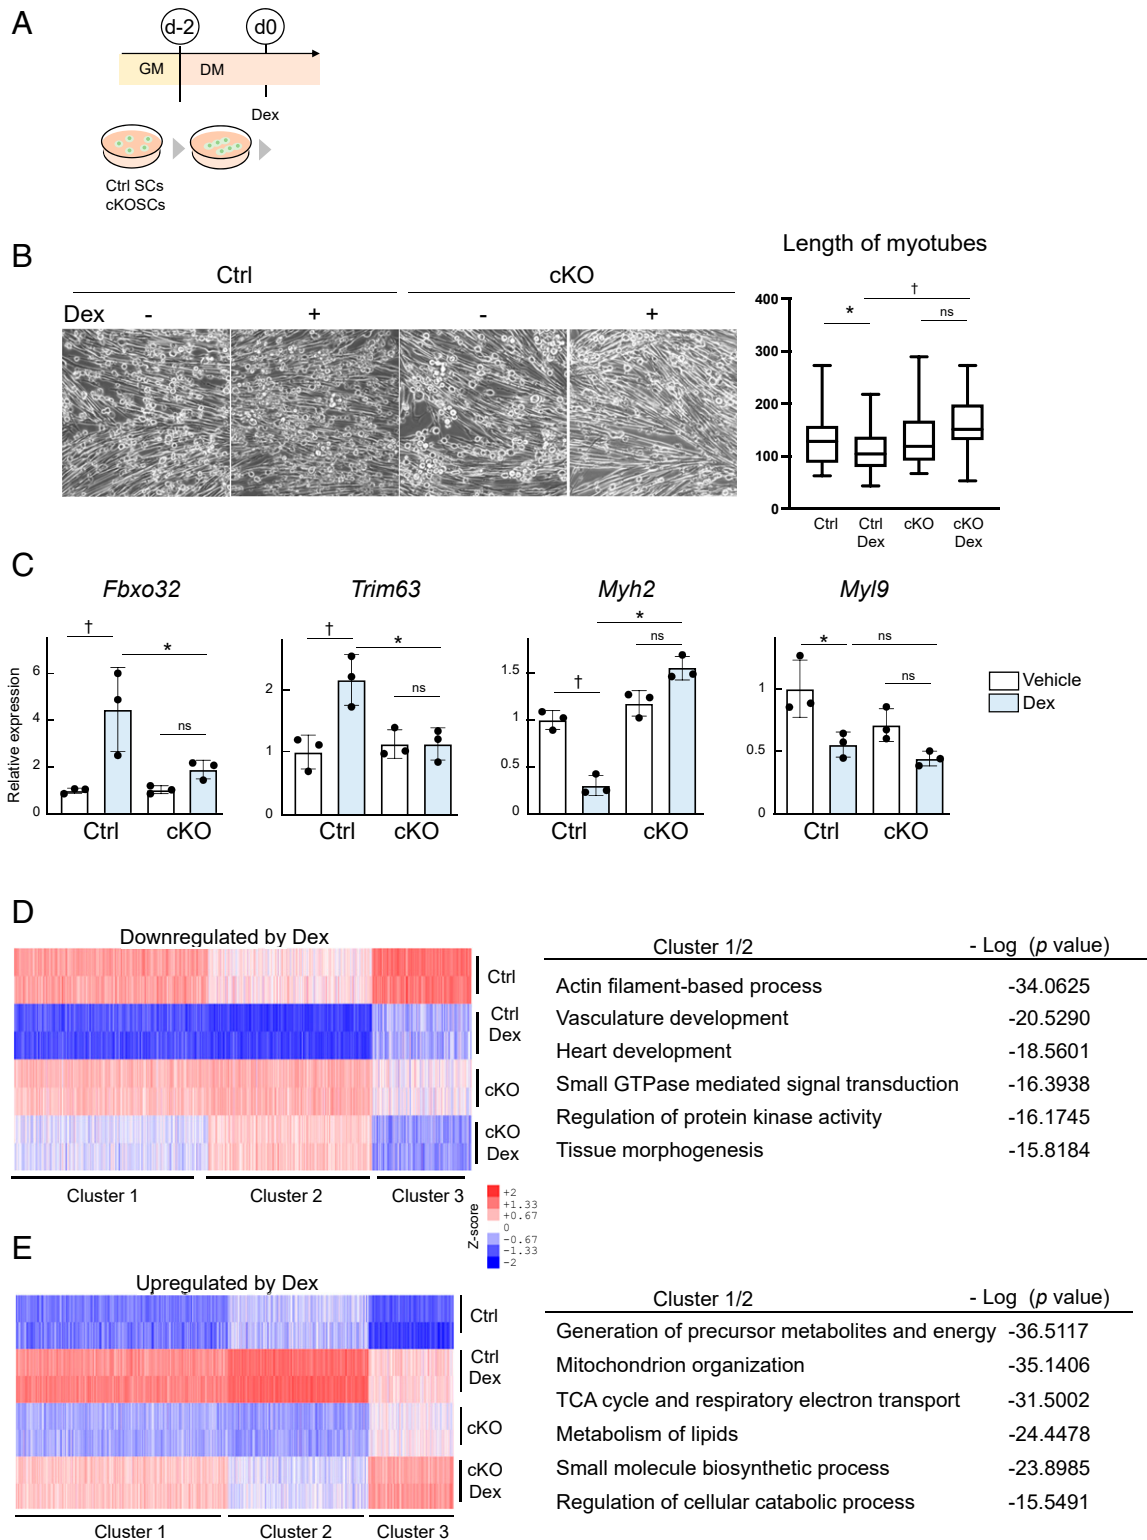 A
d-2
d0
GM
DM
Dex
Ctrl SCs
cKOSCs
B
Ctrl
cKO
Dex
-
+
-
+
Length of myotubes
400
300
200
100
0
*
†
ns
Ctrl
Ctrl
Dex
cKO
cKO
Dex
C
Fbxo32
Relative expression
6
4
2
0
†
*
ns
Ctrl
cKO
Trim63
2
1
0
†
*
ns
Ctrl
cKO
Myh2
1.5
1
0.5
0
†
*
ns
Ctrl
cKO
Myl9
1
0.5
0
*
ns
ns
Ctrl
cKO
Vehicle
Dex
D
Downregulated by Dex
Ctrl
Ctrl
Dex
cKO
cKO
Dex
Cluster 1
Cluster 2
Cluster 3
Cluster 1/2 - Log (p value)
Actin filament-based process -34.0625
Vasculature development -20.5290
Heart development -18.5601
Small GTPase mediated signal transduction -16.3938
Regulation of protein kinase activity -16.1745
Tissue morphogenesis -15.8184
Z-score
+2
+1.33
+0.67
0
-0.67
-1.33
-2
E
Upregulated by Dex
Ctrl
Ctrl
Dex
cKO
cKO
Dex
Cluster 1
Cluster 2
Cluster 3
Cluster 1/2 - Log (p value)
Generation of precursor metabolites and energy -36.5117
Mitochondrion organization -35.1406
TCA cycle and respiratory electron transport -31.5002
Metabolism of lipids -24.4478
Small molecule biosynthetic process -23.8985
Regulation of cellular catabolic process -15.5491